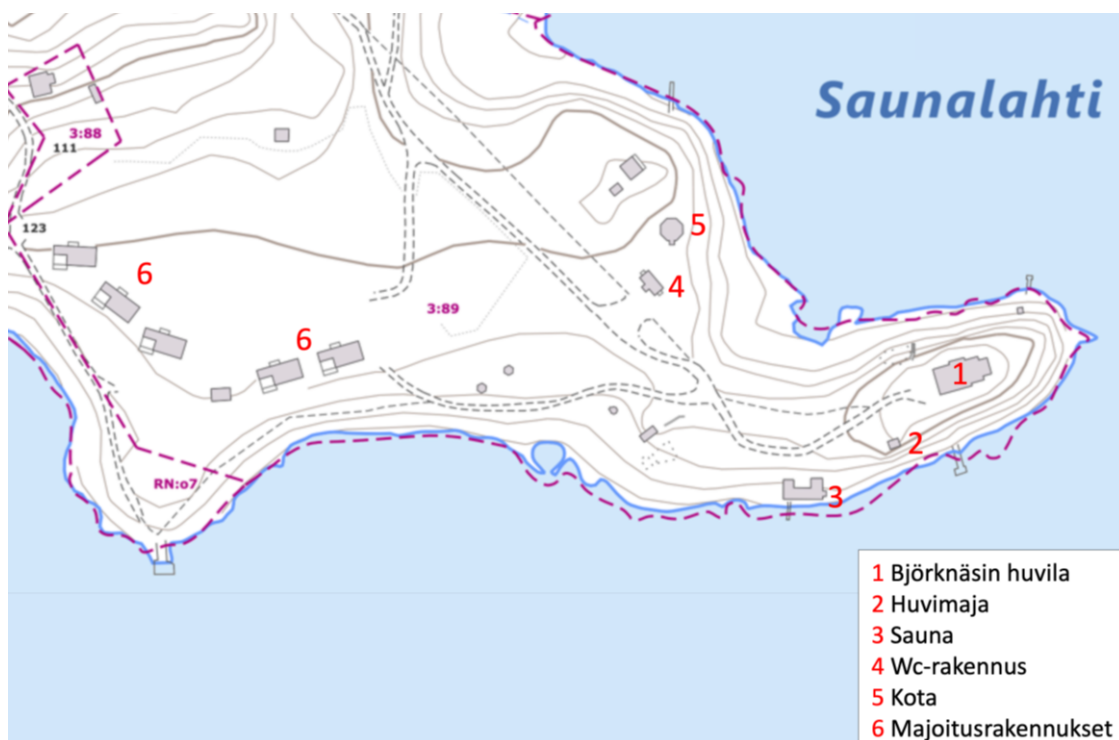 Saunalahti
3:88
111
123
5
6
4
3:89
6
1
2
3
RN:o7
1 Björknäsin huvila
2 Huvimaja
3 Sauna
4 Wc-rakennus
5 Kota
6 Majoitusrakennukset